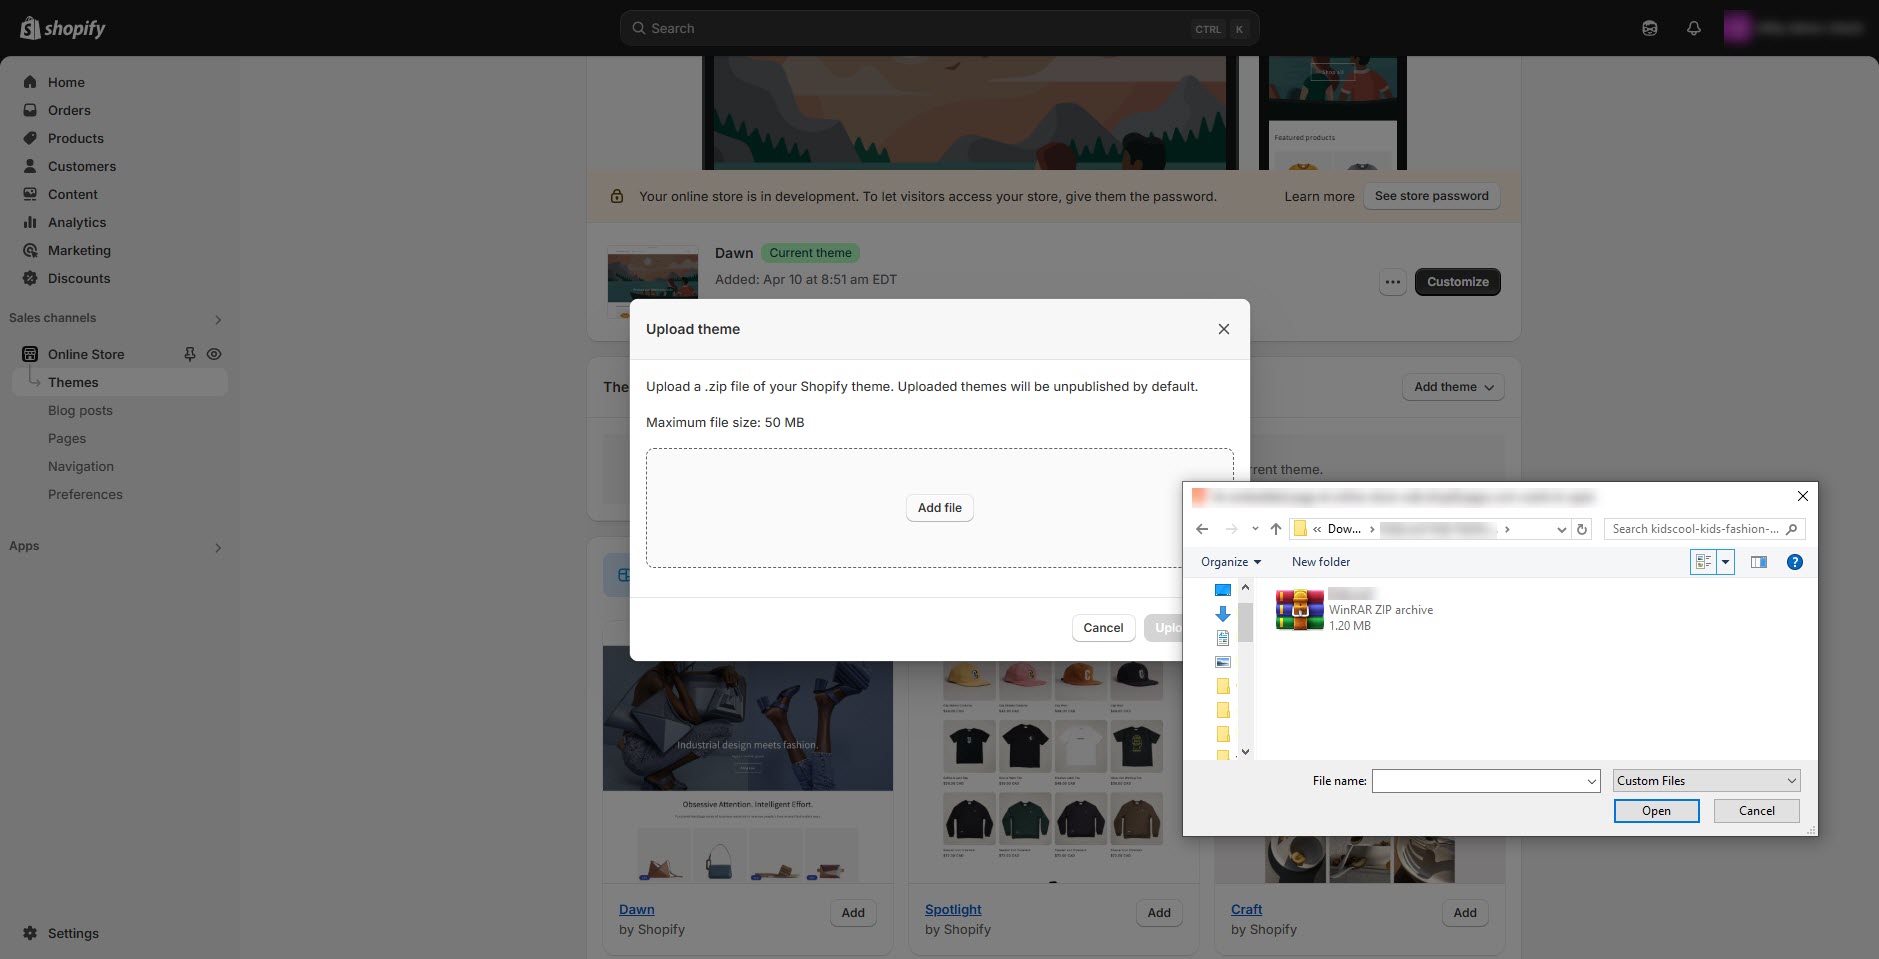 shopify
Search
CTRL K
Home
Orders
Products
Customers
Content
Analytics
Marketing
Discounts
Sales channels
Online Store
Themes
Blog posts
Pages
Navigation
Preferences
Apps
Settings
Shop all
Featured products
Your online store is in development. To let visitors access your store, give them the password.
Learn more
See store password
Dawn
Current theme
Added: Apr 10 at 8:51 am EDT
Customize
The
Add theme
rent theme.
Upload theme
Upload a .zip file of your Shopify theme. Uploaded themes will be unpublished by default.
Maximum file size: 50 MB
Add file
Cancel
Uplo
« Dow...
Search kidscool-kids-fashion-...
Organize
New folder
WinRAR ZIP archive
1.20 MB
File name:
Custom Files
Open
Cancel
Industrial design meets fashion.
Obsessive Attention. Intelligent Effort.
Dawn
by Shopify
Add
Spotlight
by Shopify
Add
Craft
by Shopify
Add